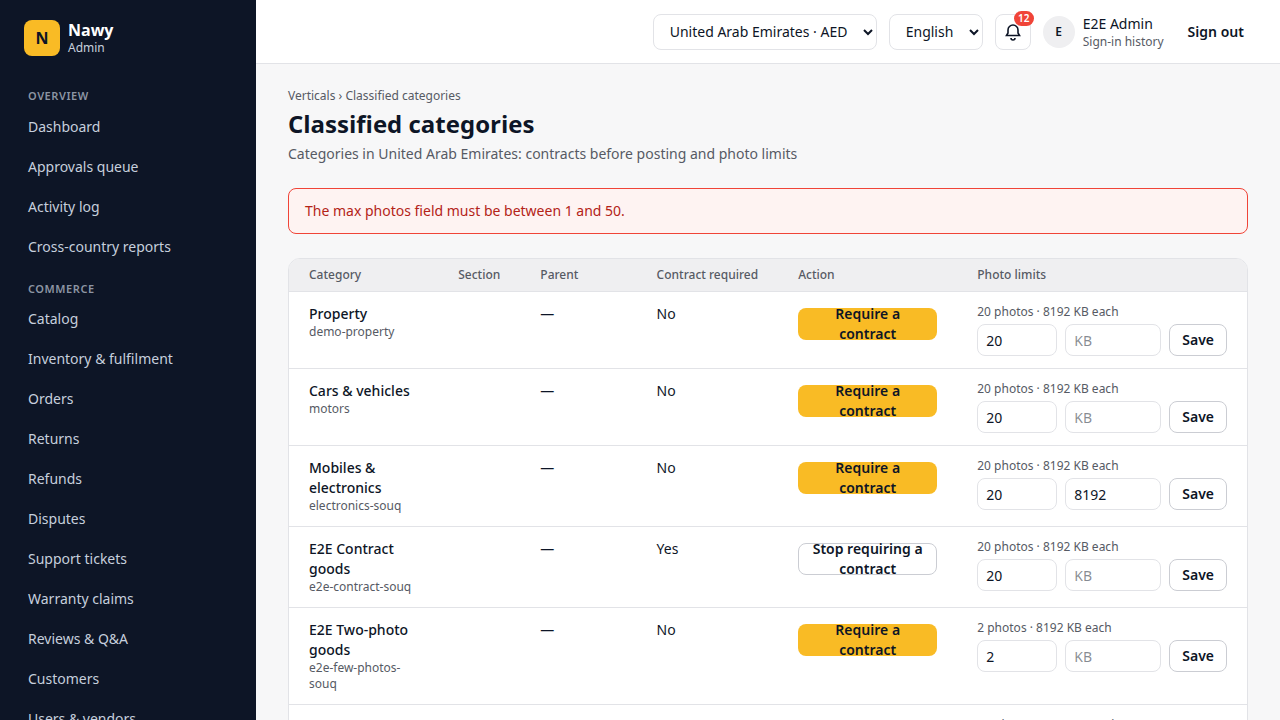 N
Nawy
Admin
United Arab Emirates · AED
English
12
E
E2E Admin
Sign-in history
Sign out
OVERVIEW
Dashboard
Approvals queue
Activity log
Cross-country reports
COMMERCE
Catalog
Inventory & fulfilment
Orders
Returns
Refunds
Disputes
Support tickets
Warranty claims
Reviews & Q&A
Customers
Users & vendors
Verticals › Classified categories
Classified categories
Categories in United Arab Emirates: contracts before posting and photo limits
The max photos field must be between 1 and 50.
Category Section Parent Contract required Action Photo limits
Property
demo-property
—
No
Require a
contract
20 photos · 8192 KB each
20 KB Save
Cars & vehicles
motors
—
No
Require a
contract
20 photos · 8192 KB each
20 KB Save
Mobiles &
electronics
electronics-souq
—
No
Require a
contract
20 photos · 8192 KB each
20 8192 Save
E2E Contract
goods
e2e-contract-souq
—
Yes
Stop requiring a
contract
20 photos · 8192 KB each
20 KB Save
E2E Two-photo
goods
e2e-few-photos-
souq
—
No
Require a
contract
2 photos · 8192 KB each
2 KB Save